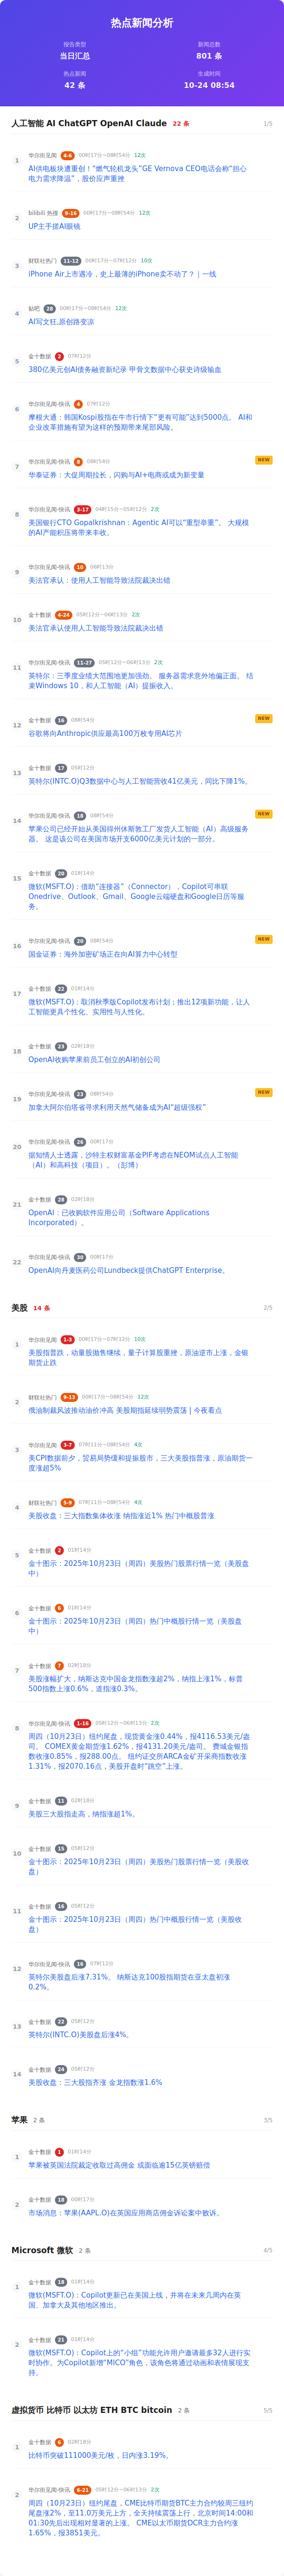 热点新闻分析
报告类型
新闻总数
当日汇总
801 条
热点新闻
生成时间
42 条
10-24 08:54
人工智能 AI ChatGPT OpenAI Claude 22 条 1/5
1 华尔街见闻 4-6 00时17分~08时54分 12次
AI供电板块遭重创！“燃气轮机龙头”GE Vernova CEO电话会称“担心
电力需求降温”，股价应声重挫
2 bilibili 热搜 9-16 00时17分~08时54分 12次
UP主手搓AI眼镜
3 财联社热门 11-12 00时17分~07时12分 10次
iPhone Air上市遇冷，史上最薄的iPhone卖不动了？｜一线
4 贴吧 28 00时17分~08时54分 12次
AI写文狂,原创路变凉
5 金十数据 2 07时12分
380亿美元创AI债务融资新纪录 甲骨文数据中心获史诗级输血
6 华尔街见闻-快讯 4 07时12分
摩根大通：韩国Kospi股指在牛市行情下“更有可能”达到5000点。 AI和
企业改革措施有望为这样的预期带来尾部风险。
7 华尔街见闻-快讯 8 08时54分 NEW
华泰证券：大促周期拉长，闪购与AI+电商或成为新变量
8 华尔街见闻-快讯 3-17 04时15分~05时12分 2次
美国银行CTO Gopalkrishnan：Agentic AI可以“重型举重”。 大规模
的AI产能积压将带来丰收。
9 华尔街见闻-快讯 10 06时13分
美法官承认：使用人工智能导致法院裁决出错
10 金十数据 4-24 05时12分~06时13分 2次
美法官承认使用人工智能导致法院裁决出错
11 华尔街见闻-快讯 11-27 05时12分~06时13分 2次
英特尔：三季度业绩大范围地更加强劲。 服务器需求意外地偏正面。 结
束Windows 10，和人工智能（AI）提振收入。
12 金十数据 16 08时54分 NEW
谷歌将向Anthropic供应最高100万枚专用AI芯片
13 金十数据 17 05时12分
英特尔(INTC.O)Q3数据中心与人工智能营收41亿美元，同比下降1%。
14 华尔街见闻-快讯 18 08时54分 NEW
苹果公司已经开始从美国得州休斯敦工厂发货人工智能（AI）高级服务
器。 这是该公司在美国市场开支6000亿美元计划的一部分。
15 金十数据 20 01时14分
微软(MSFT.O)：借助“连接器”（Connector），Copilot可串联
Onedrive、Outlook、Gmail、Google云端硬盘和Google日历等服
务。
16 华尔街见闻-快讯 20 08时54分 NEW
国金证券：海外加密矿场正在向AI算力中心转型
17 金十数据 22 01时14分
微软(MSFT.O)：取消秋季版Copilot发布计划；推出12项新功能，让人
工智能更具个性化、实用性与人性化。
18 金十数据 23 02时18分
OpenAI收购苹果前员工创立的AI初创公司
19 华尔街见闻-快讯 23 08时54分 NEW
加拿大阿尔伯塔省寻求利用天然气储备成为AI“超级强权”
20 华尔街见闻-快讯 26 00时17分
据知情人士透露，沙特主权财富基金PIF考虑在NEOM试点人工智能
（AI）和高科技（项目）。（彭博）
21 金十数据 28 02时18分
OpenAI：已收购软件应用公司（Software Applications
Incorporated）。
22 华尔街见闻-快讯 30 00时17分
OpenAI向丹麦医药公司Lundbeck提供ChatGPT Enterprise。
美股 14 条 2/5
1 华尔街见闻 1-3 00时17分~07时12分 10次
美股指普跌，动量股抛售继续，量子计算股重挫，原油逆市上涨，金银
期货止跌
2 财联社热门 9-13 00时17分~08时54分 12次
俄油制裁风波推动油价冲高 美股期指延续弱势震荡 | 今夜看点
3 华尔街见闻 3-7 07时11分~08时54分 4次
美CPI数据前夕，贸易局势缓和提振股市，三大美股指普涨，原油期货一
度涨超5%
4 财联社热门 5-9 07时11分~08时54分 4次
美股收盘：三大指数集体收涨 纳指涨近1% 热门中概股普涨
5 金十数据 2 01时14分
金十图示：2025年10月23日（周四）美股热门股票行情一览（美股盘
中）
6 金十数据 6 01时14分
金十图示：2025年10月23日（周四）热门中概股行情一览（美股盘
中）
7 金十数据 7 02时18分
美股涨幅扩大，纳斯达克中国金龙指数涨超2%，纳指上涨1%，标普
500指数上涨0.6%，道指涨0.3%。
8 华尔街见闻-快讯 1-16 05时12分~06时13分 2次
周四（10月23日）纽约尾盘，现货黄金涨0.44%，报4116.53美元/盎
司。 COMEX黄金期货涨1.62%，报4131.20美元/盎司。 费城金银指
数收涨0.85%，报288.00点。 纽约证交所ARCA金矿开采商指数收涨
1.31%，报2070.16点，美股开盘时“跳空”上涨。
9 金十数据 11 02时18分
美股三大股指走高，纳指涨超1%。
10 金十数据 15 05时12分
金十图示：2025年10月23日（周四）美股热门股票行情一览（美股收
盘）
11 金十数据 16 05时12分
金十图示：2025年10月23日（周四）热门中概股行情一览（美股收
盘）
12 华尔街见闻-快讯 16 07时12分
英特尔美股盘后涨7.31%。 纳斯达克100股指期货在亚太盘初涨
0.2%。
13 金十数据 22 05时12分
英特尔(INTC.O)美股盘后涨4%。
14 金十数据 24 05时12分
美股收盘：三大股指齐涨 金龙指数涨1.6%
苹果 2 条 3/5
1 金十数据 1 01时14分
苹果被英国法院裁定收取过高佣金 或面临逾15亿英镑赔偿
2 金十数据 18 00时17分
市场消息：苹果(AAPL.O)在英国应用商店佣金诉讼案中败诉。
Microsoft 微软 2 条 4/5
1 金十数据 18 01时14分
微软(MSFT.O)：Copilot更新已在美国上线，并将在未来几周内在英
国、加拿大及其他地区推出。
2 金十数据 21 01时14分
微软(MSFT.O)：Copilot上的“小组”功能允许用户邀请最多32人进行实
时协作。为Copilot新增“MICO”角色，该角色将通过动画和表情展现支
持。
虚拟货币 比特币 以太坊 ETH BTC bitcoin 2 条 5/5
1 金十数据 6 02时18分
比特币突破111000美元/枚，日内涨3.19%。
2 华尔街见闻-快讯 6-21 05时12分~06时13分 2次
周四（10月23日）纽约尾盘，CME比特币期货BTC主力合约较周三纽约
尾盘涨2%，至11.0万美元上方，全天持续震荡上行，北京时间14:00和
01:30先后出现相对显著的上涨。 CME以太币期货DCR主力合约涨
1.65%，报3851美元。